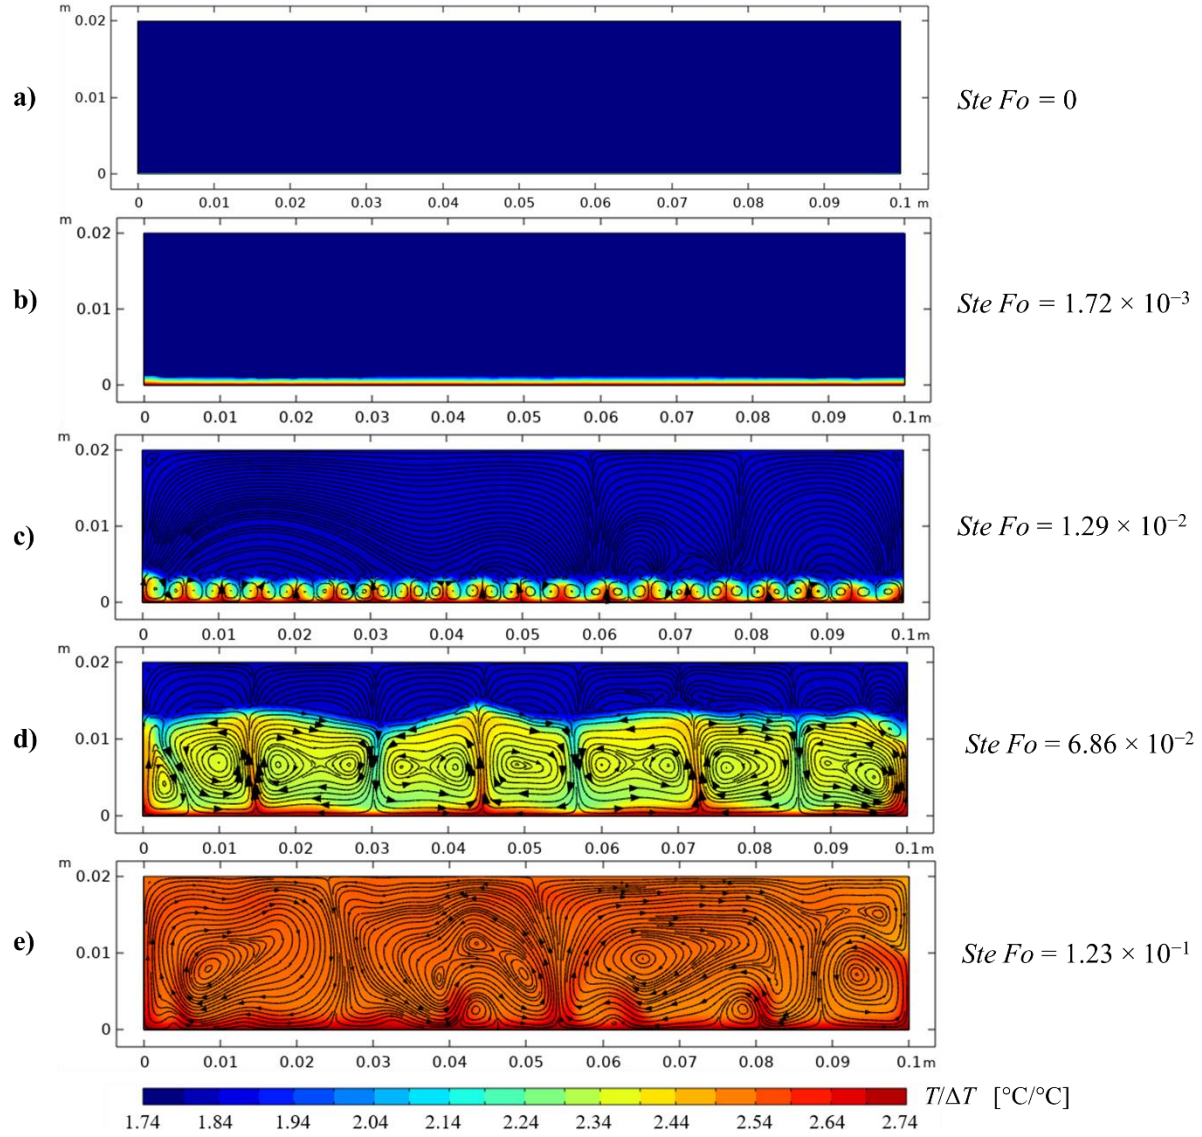 m
0.02
0.01
0
a)
Ste Fo = 0
0 0.01 0.02 0.03 0.04 0.05 0.06 0.07 0.08 0.09 0.1 m
m
0.02
0.01
0
b)
Ste Fo = 1.72 × 10⁻³
0 0.01 0.02 0.03 0.04 0.05 0.06 0.07 0.08 0.09 0.1 m
m
0.02
0.01
0
c)
Ste Fo = 1.29 × 10⁻²
0 0.01 0.02 0.03 0.04 0.05 0.06 0.07 0.08 0.09 0.1 m
m
0.02
0.01
0
d)
Ste Fo = 6.86 × 10⁻²
0 0.01 0.02 0.03 0.04 0.05 0.06 0.07 0.08 0.09 0.1 m
m
0.02
0.01
0
e)
Ste Fo = 1.23 × 10⁻¹
0 0.01 0.02 0.03 0.04 0.05 0.06 0.07 0.08 0.09 0.1 m
T/ΔT [°C/°C]
1.74 1.84 1.94 2.04 2.14 2.24 2.34 2.44 2.54 2.64 2.74